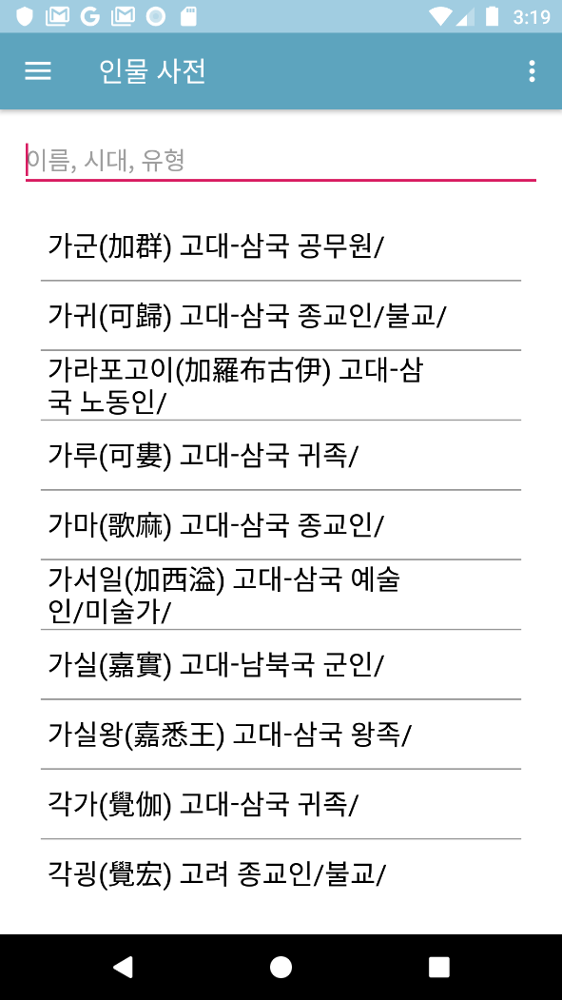 3:19
인물 사전
이름, 시대, 유형
가군(加群) 고대-삼국 공무원/
가귀(可歸) 고대-삼국 종교인/불교/
가라포고이(加羅布古伊) 고대-삼
국 노동인/
가루(可婁) 고대-삼국 귀족/
가마(歌麻) 고대-삼국 종교인/
가서일(加西溢) 고대-삼국 예술
인/미술가/
가실(嘉實) 고대-남북국 군인/
가실왕(嘉悉王) 고대-삼국 왕족/
각가(覺伽) 고대-삼국 귀족/
각굉(覺宏) 고려 종교인/불교/